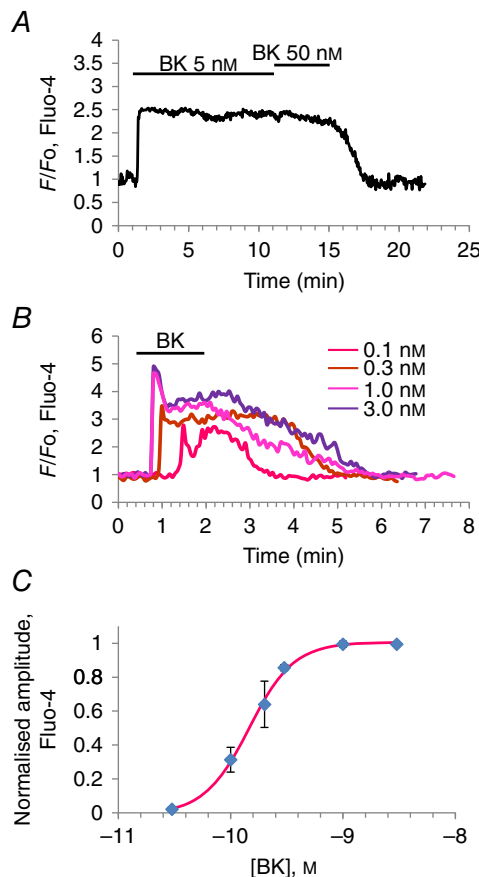 A
BK 50 nM
BK 5 nM
4
3.5
3
2.5
2
1.5
1
0.5
0
F/Fo, Fluo-4
0 5 10 15 20 25
Time (min)
B
BK
0.1 nM
0.3 nM
1.0 nM
3.0 nM
6
5
4
3
2
1
0
F/Fo, Fluo-4
0 1 2 3 4 5 6 7 8
Time (min)
C
1
0.8
0.6
0.4
0.2
0
Normalised amplitude,
Fluo-4
–11 –10 –9 –8
[BK], M